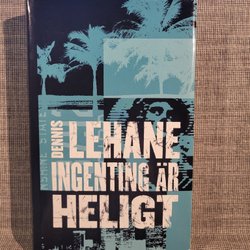 DENNIS
LEHANE
INGENTING ÄR
HELIGT